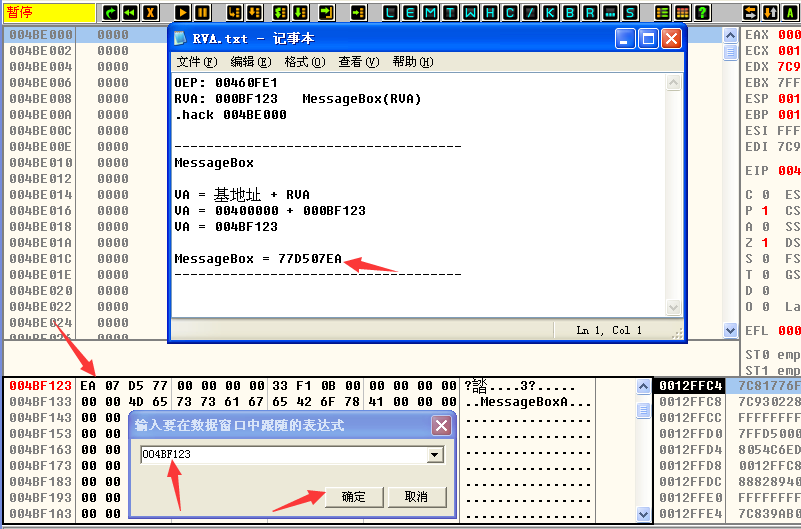 暂停
L E M T W H C / K B R ... S
?
004BE000 0000
004BE002 0000
004BE004 0000
004BE006 0000
004BE008 0000
004BE00A 0000
004BE00C 0000
004BE00E 0000
004BE010 0000
004BE012 0000
004BE014 0000
004BE016 0000
004BE018 0000
004BE01A 0000
004BE01C 0000
004BE01E 0000
004BE020 0000
004BE022 0000
004BE024 0000
RVA.txt - 记事本
文件(F) 编辑(E) 格式(O) 查看(V) 帮助(H)
OEP: 00460FE1
RVA: 000BF123 MessageBox(RVA)
.hack 004BE000
------------------------------------
MessageBox
VA = 基地址 + RVA
VA = 00400000 + 000BF123
VA = 004BF123
MessageBox = 77D507EA
------------------------------------
Ln 1, Col 1
EAX 000
ECX 001
EDX 7C9
EBX 7FF
ESP 001
EBP 001
ESI FFF
EDI 7C9
EIP 004
C 0 ES
P 1 CS
A 0 SS
Z 1 DS
S 0 FS
T 0 GS
D 0
O 0 La
EFL 000
ST0 emp
ST1 emp
004BF123 EA 07 D5 77 00 00 00 00 33 F1 0B 00 00 00 00 00 ?....3?.....
004BF133 00 00 4D 65 73 73 61 67 65 42 6F 78 41 00 00 00 ..MessageBoxA...
004BF143 00 00
004BF153 00 00
004BF163 00 00
004BF173 00 00
004BF183 00 00
004BF193 00 00
004BF1A3 00 00
输入要在数据窗口中跟随的表达式
004BF123
确定 取消
0012FFC4 7C81776F
0012FFC8 7C930228
0012FFCC FFFFFFFF
0012FFD0 7FFD5000
0012FFD4 8054C6ED
0012FFD8 0012FFC8
0012FFDC 88828940
0012FFE0 FFFFFFFF
0012FFE4 7C839AB0